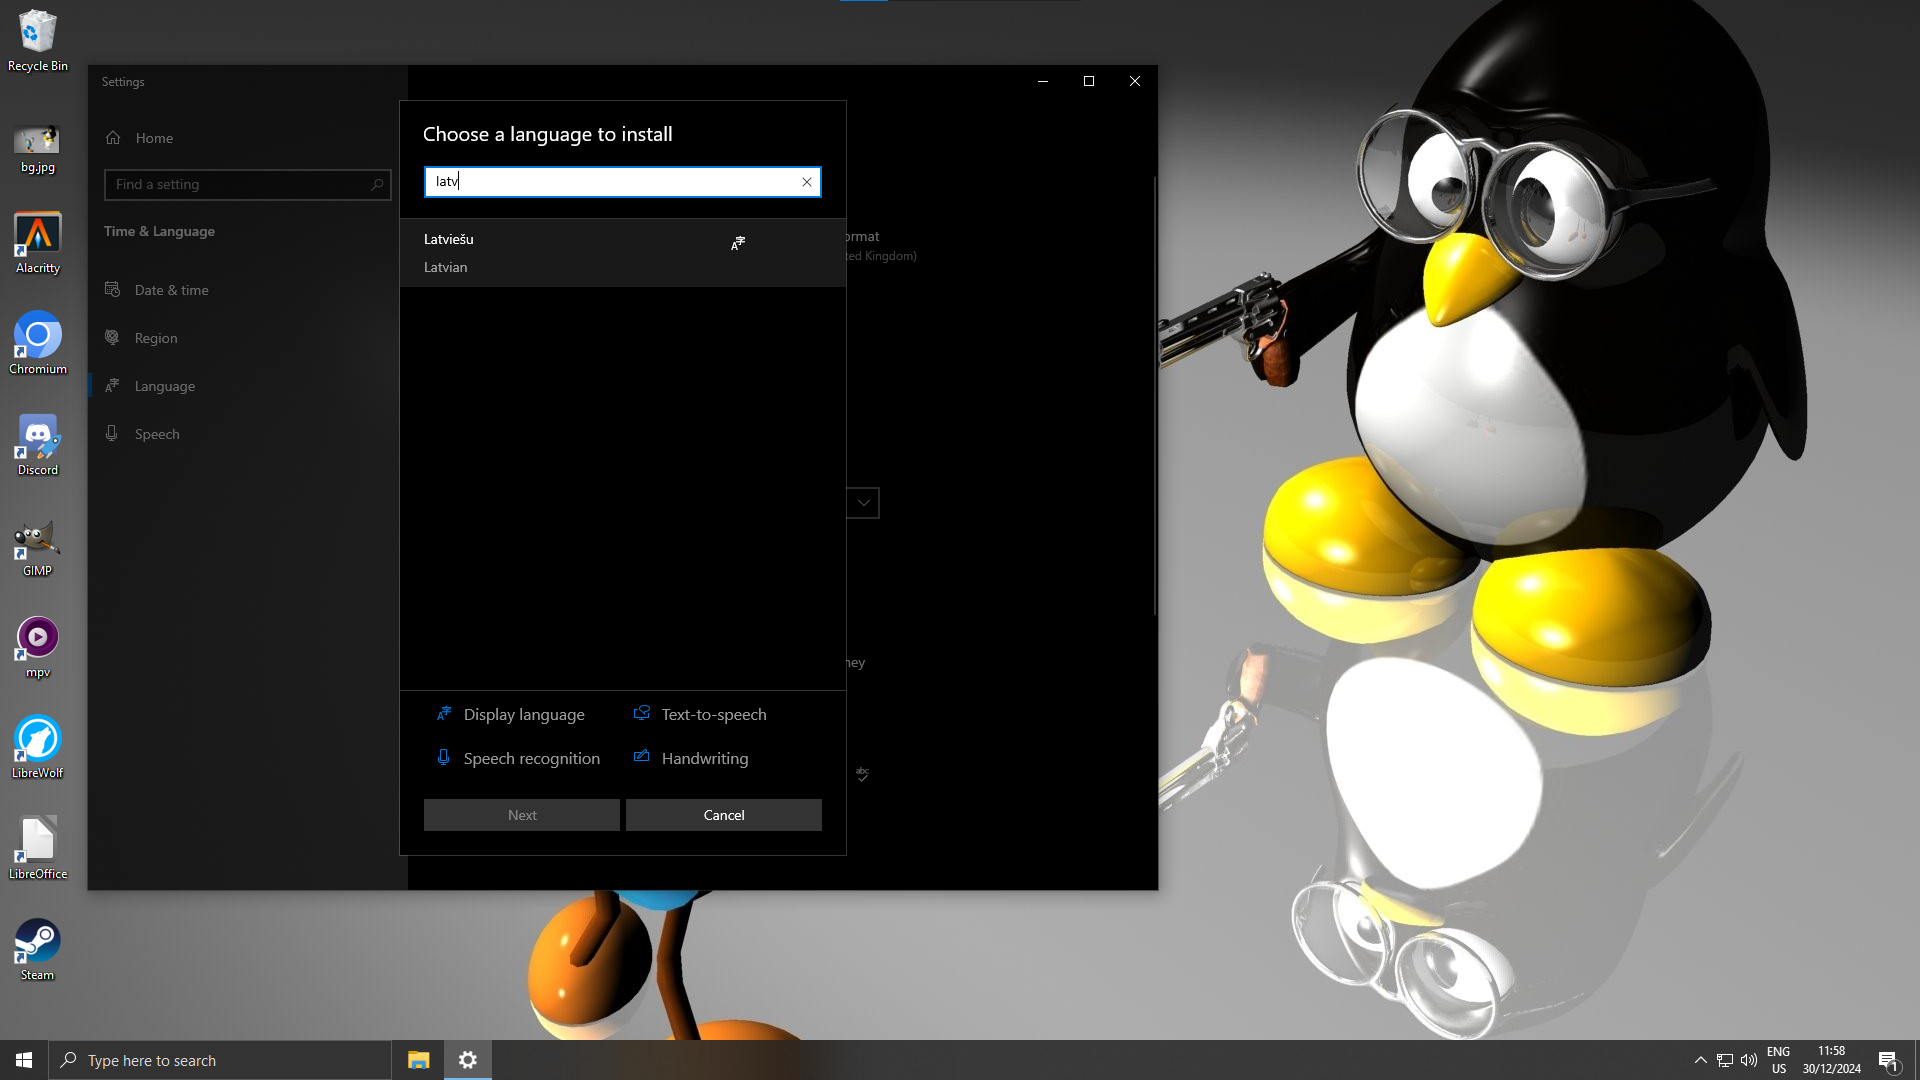 Recycle Bin
bg.jpg
Alacritty
Chromium
Discord
GIMP
mpv
LibreWolf
LibreOffice
Steam
Settings
Home
Find a setting
Time & Language
Date & time
Region
Language
Speech
Choose a language to install
latv
Latviešu
Latvian
Display language
Text-to-speech
Speech recognition
Handwriting
Next
Cancel
ormat
ted Kingdom)
ney
abc
Type here to search
ENG
US
11:58
30/12/2024
1